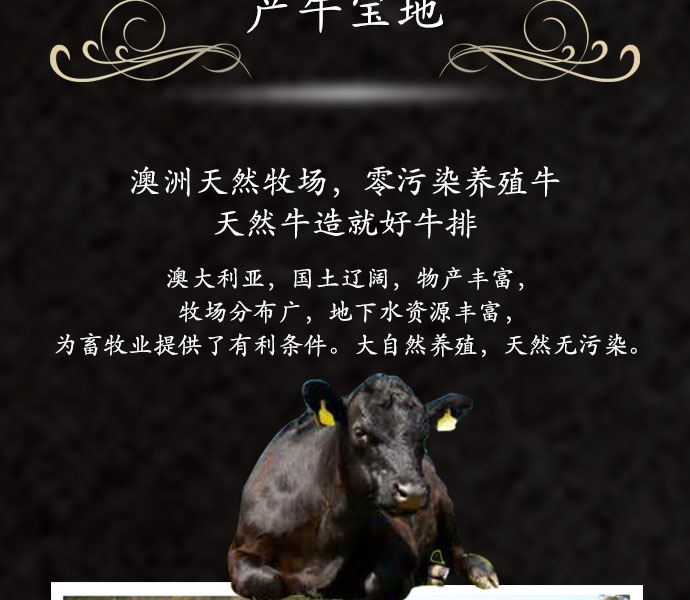 产牛宝地
澳洲天然牧场，零污染养殖牛
天然牛造就好牛排
澳大利亚，国土辽阔，物产丰富，
牧场分布广，地下水资源丰富，
为畜牧业提供了有利条件。大自然养殖，天然无污染。